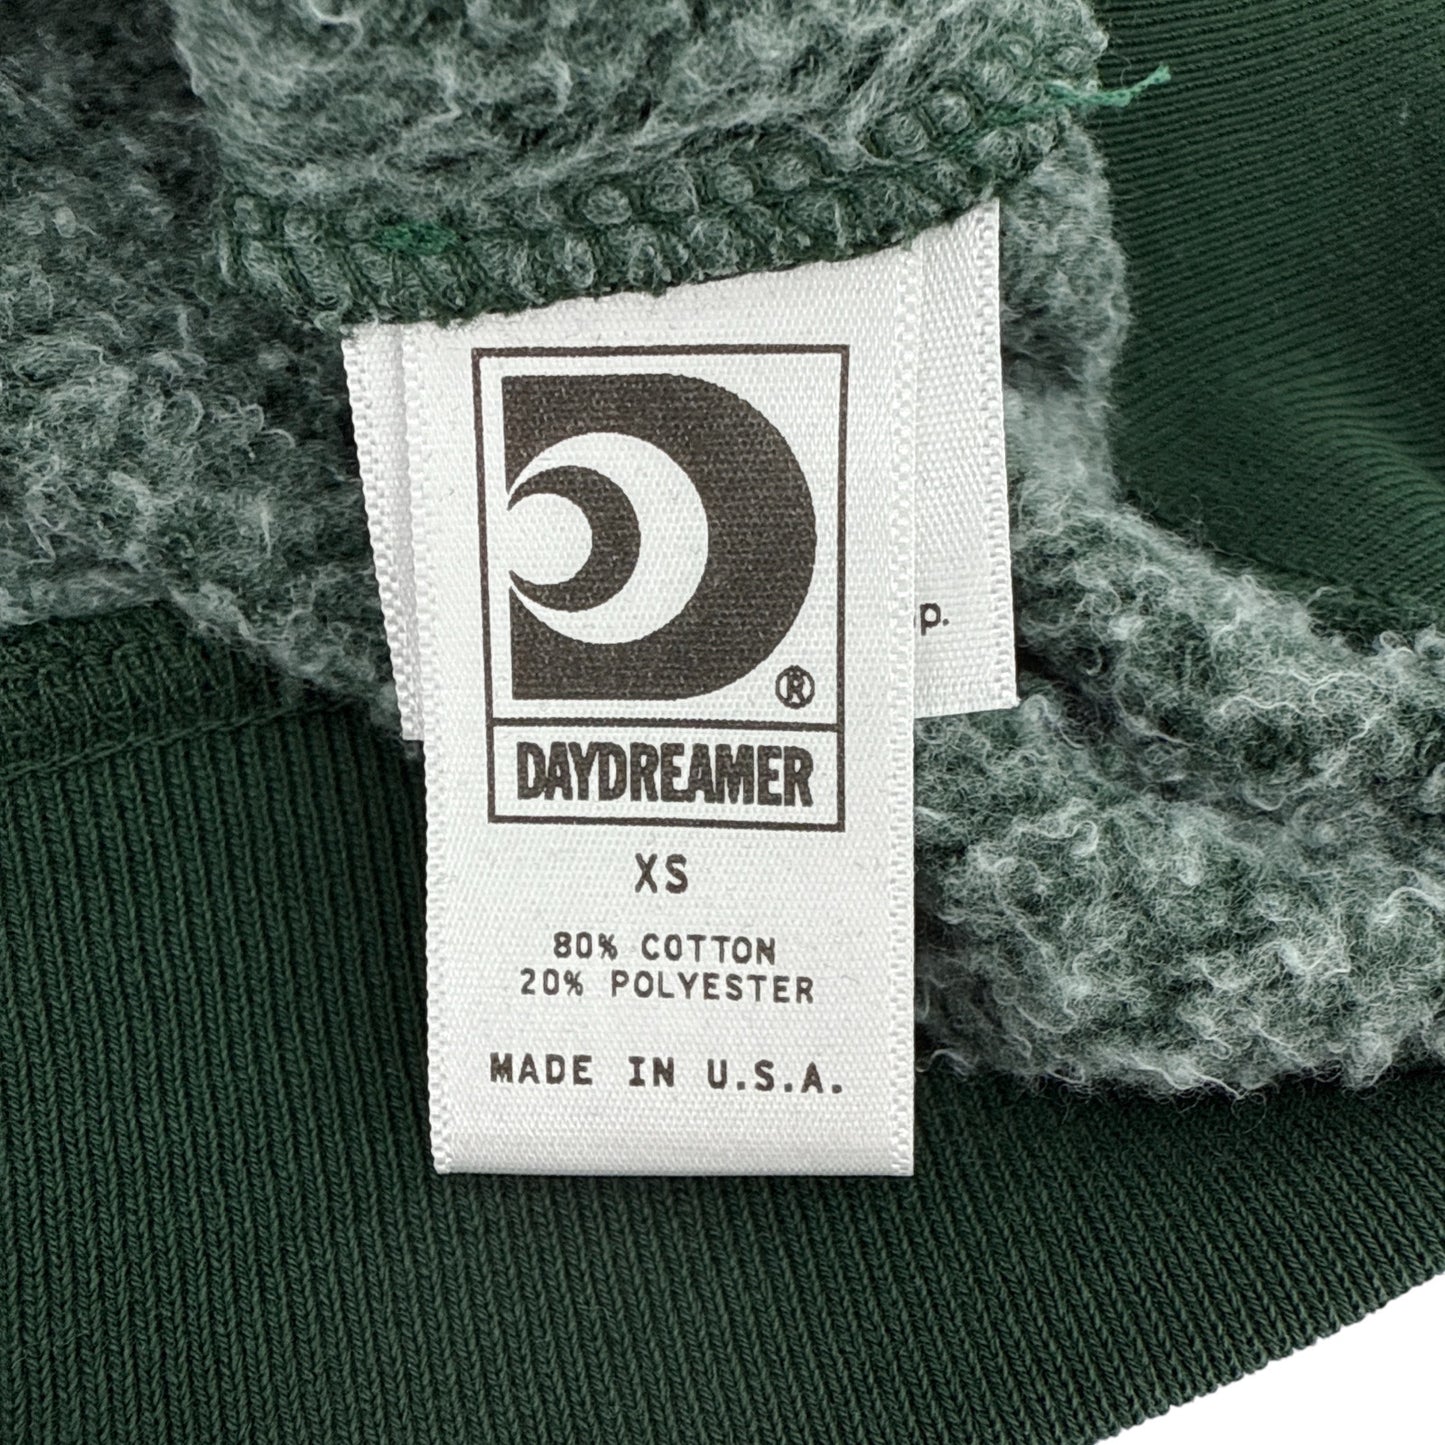 ®
DAYDREAMER
XS
80% COTTON
20% POLYESTER
MADE IN U.S.A.
p.